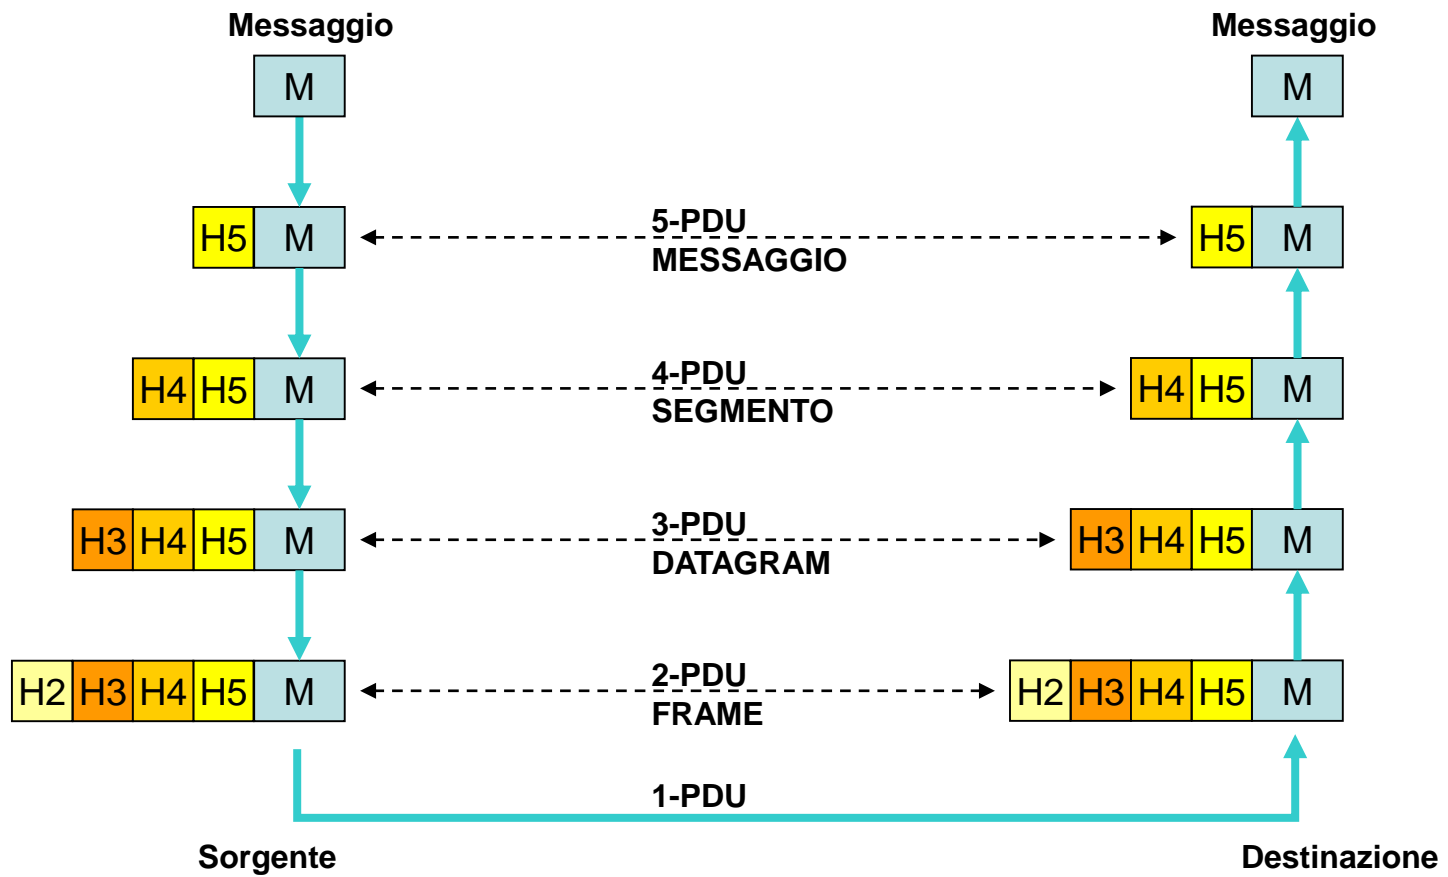 Messaggio Messaggio
M M
H5 M 5-PDU H5 M
MESSAGGIO
H4 H5 M 4-PDU H4 H5 M
SEGMENTO
H3 H4 H5 M 3-PDU H3 H4 H5 M
DATAGRAM
H2 H3 H4 H5 M 2-PDU H2 H3 H4 H5 M
FRAME
1-PDU
Sorgente Destinazione